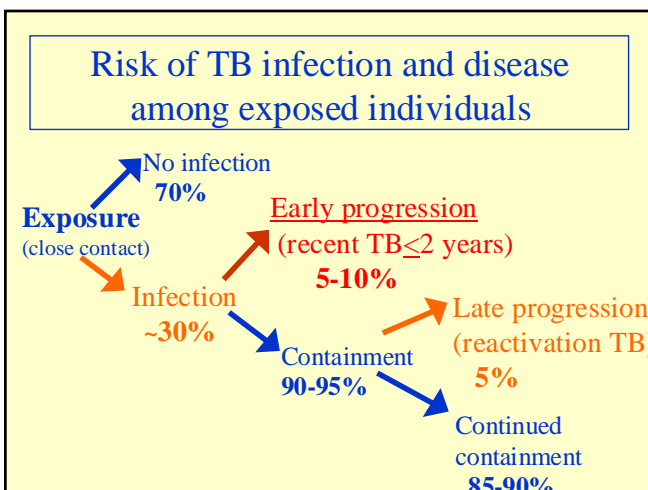 Risk of TB infection and disease
among exposed individuals
No infection
70%
Exposure
(close contact)
Early progression
(recent TB≤2 years)
5-10%
Infection
~30%
Late progression
(reactivation TB)
5%
Containment
90-95%
Continued
containment
85-90%